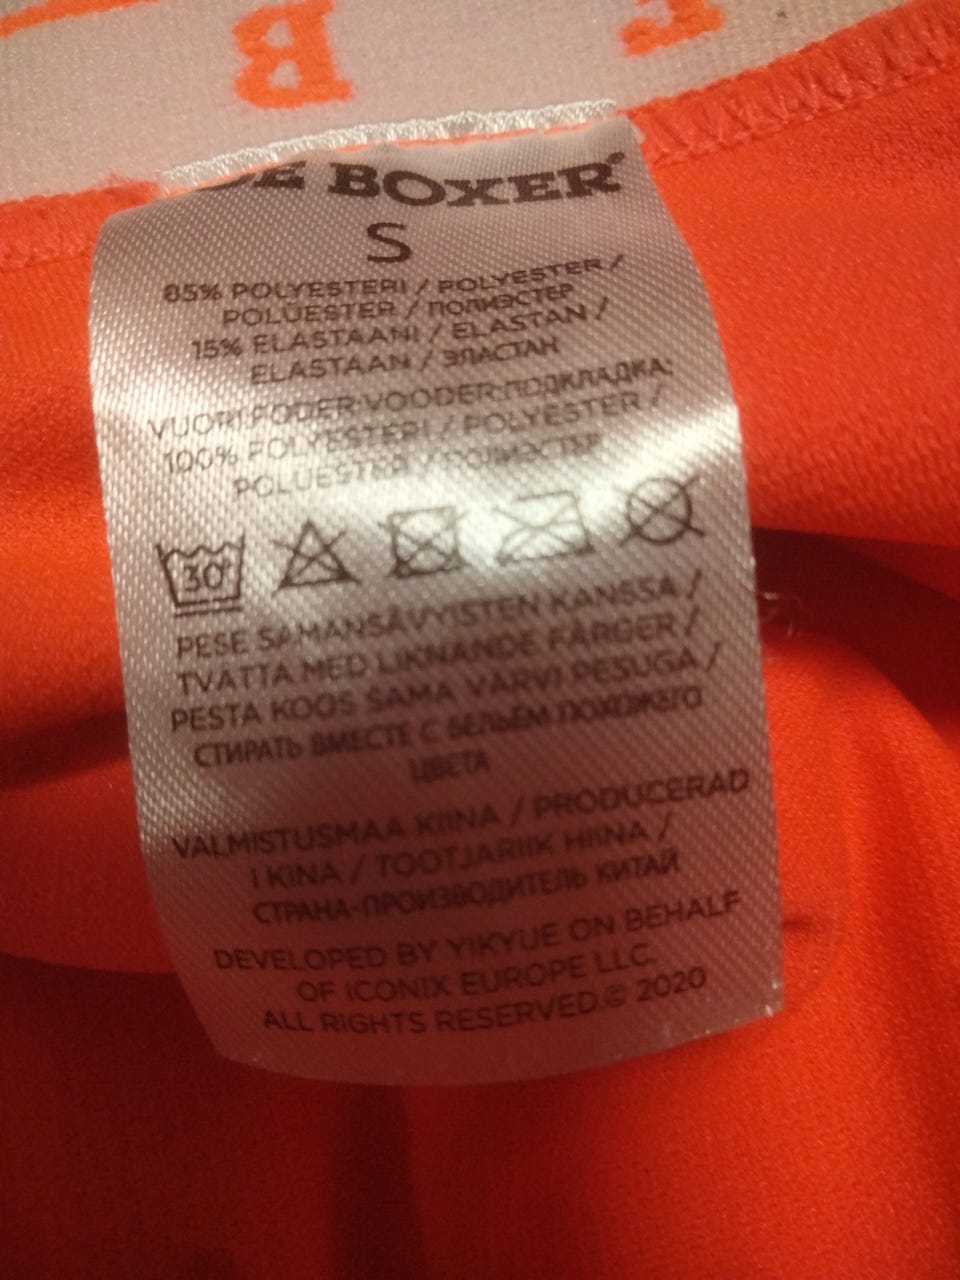 B
DE BOXER
S
85% POLYESTERI / POLYESTER /
POLUESTER / ПОЛИЭСТЕР
15% ELASTAANI / ELASTAN /
ELASTAAN / ЭЛАСТАН
VUORI:FODER:VOODER:ПОДКЛАДКА:
100% POLYESTERI / POLYESTER /
POLUESTER / ПОЛИЭСТЕР
30°
PESE SAMANSÄVYISTEN KANSSA /
TVÄTTA MED LIKNANDE FÄRGER /
PESTA KOOS SAMA VÄRVI PESUGA /
СТИРАТЬ ВМЕСТЕ С БЕЛЬЁМ ПОХОЖЕГО
ЦВЕТА
VALMISTUSMAA KIINA / PRODUCERAD
I KINA / TOOTJARIIK HIINA /
СТРАНА-ПРОИЗВОДИТЕЛЬ КИТАЙ
DEVELOPED BY YIKYUE ON BEHALF
OF ICONIX EUROPE LLC.
ALL RIGHTS RESERVED.© 2020